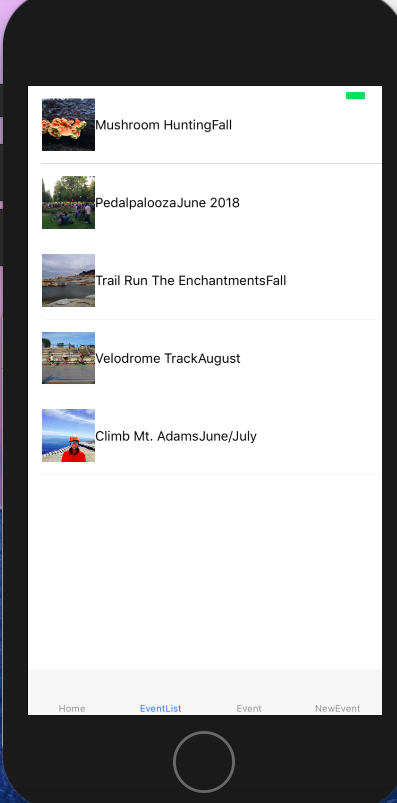 Mushroom HuntingFall
PedalpaloozaJune 2018
Trail Run The EnchantmentsFall
Velodrome TrackAugust
Climb Mt. AdamsJune/July
Home EventList Event NewEvent